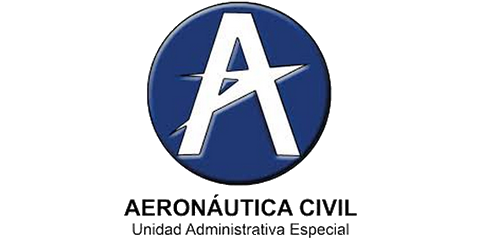 A
AERONÁUTICA CIVIL
Unidad Administrativa Especial